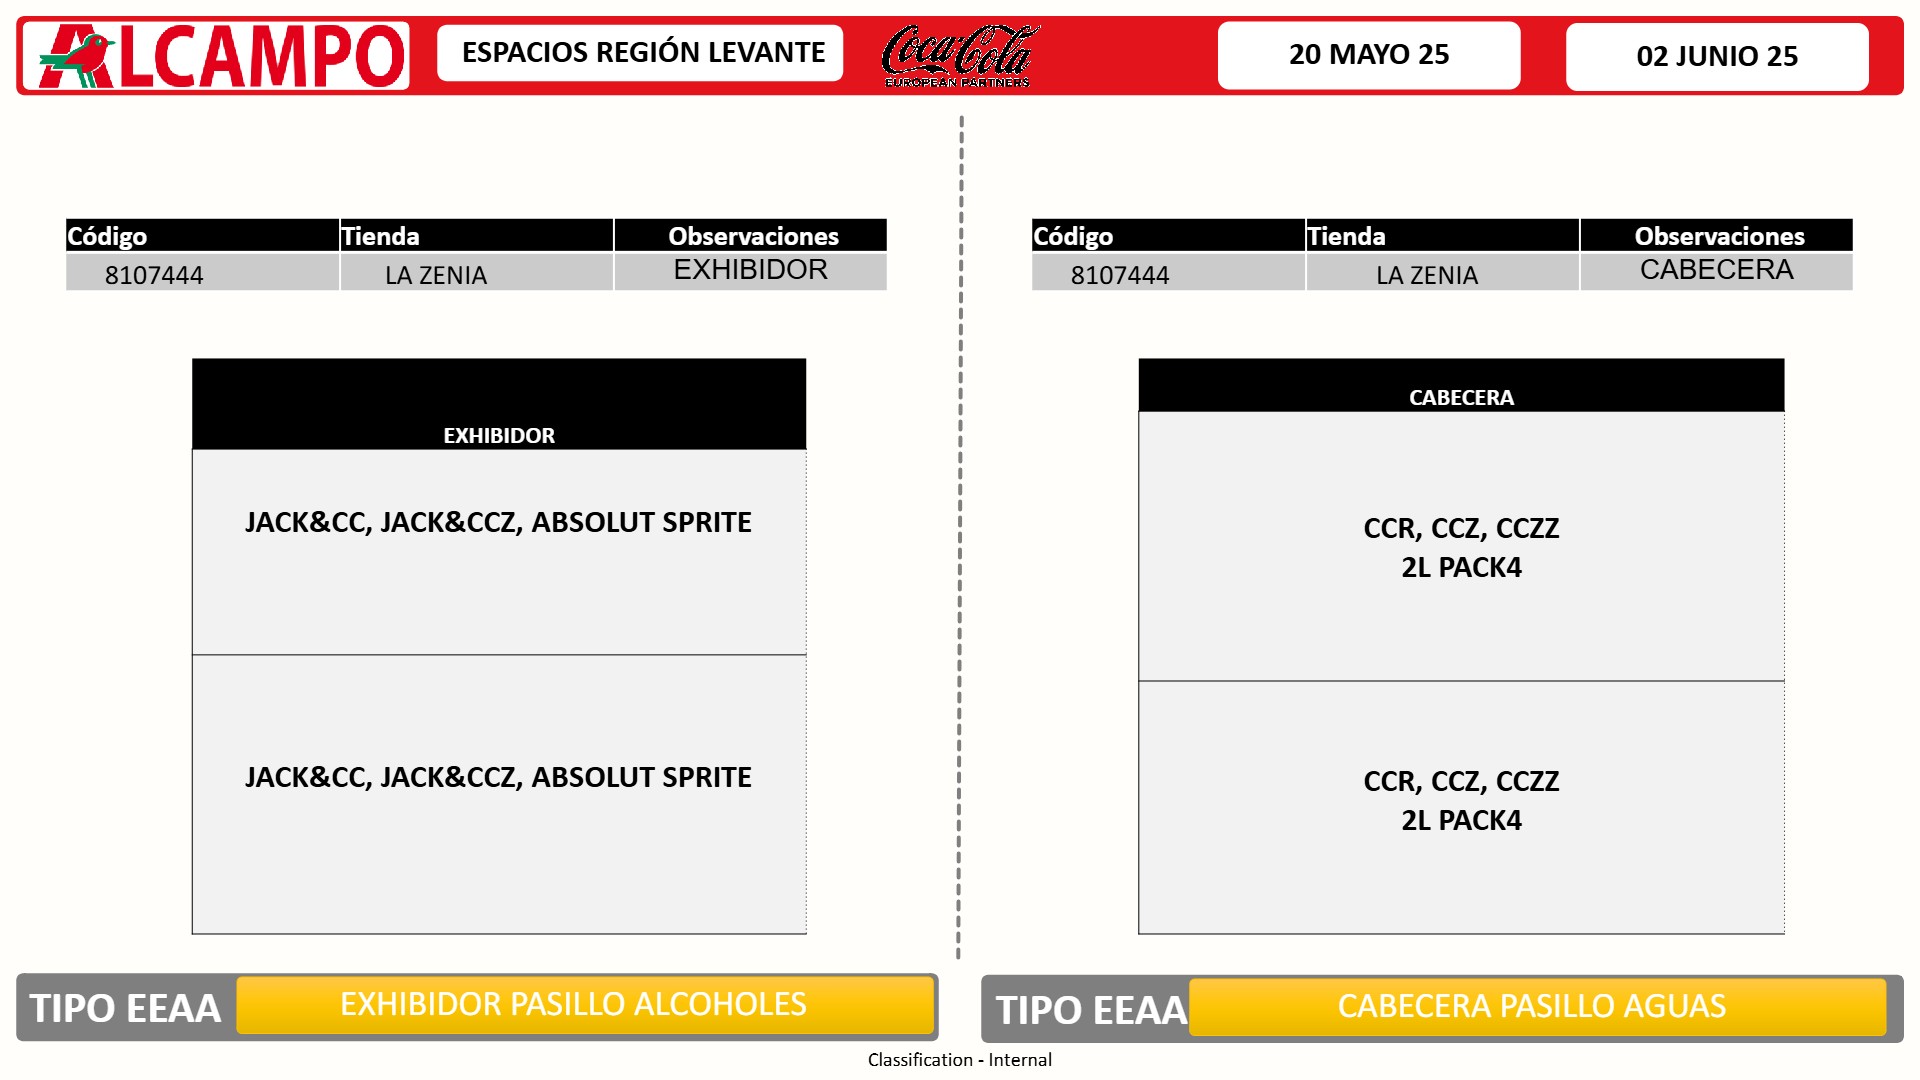 ALCAMPO
ESPACIOS REGIÓN LEVANTE
Coca-Cola
EUROPEAN PARTNERS
20 MAYO 25
02 JUNIO 25
Código Tienda Observaciones
8107444 LA ZENIA EXHIBIDOR
EXHIBIDOR
JACK&CC, JACK&CCZ, ABSOLUT SPRITE
JACK&CC, JACK&CCZ, ABSOLUT SPRITE
TIPO EEAA EXHIBIDOR PASILLO ALCOHOLES
Código Tienda Observaciones
8107444 LA ZENIA CABECERA
CABECERA
CCR, CCZ, CCZZ
2L PACK4
CCR, CCZ, CCZZ
2L PACK4
TIPO EEAA CABECERA PASILLO AGUAS
Classification - Internal